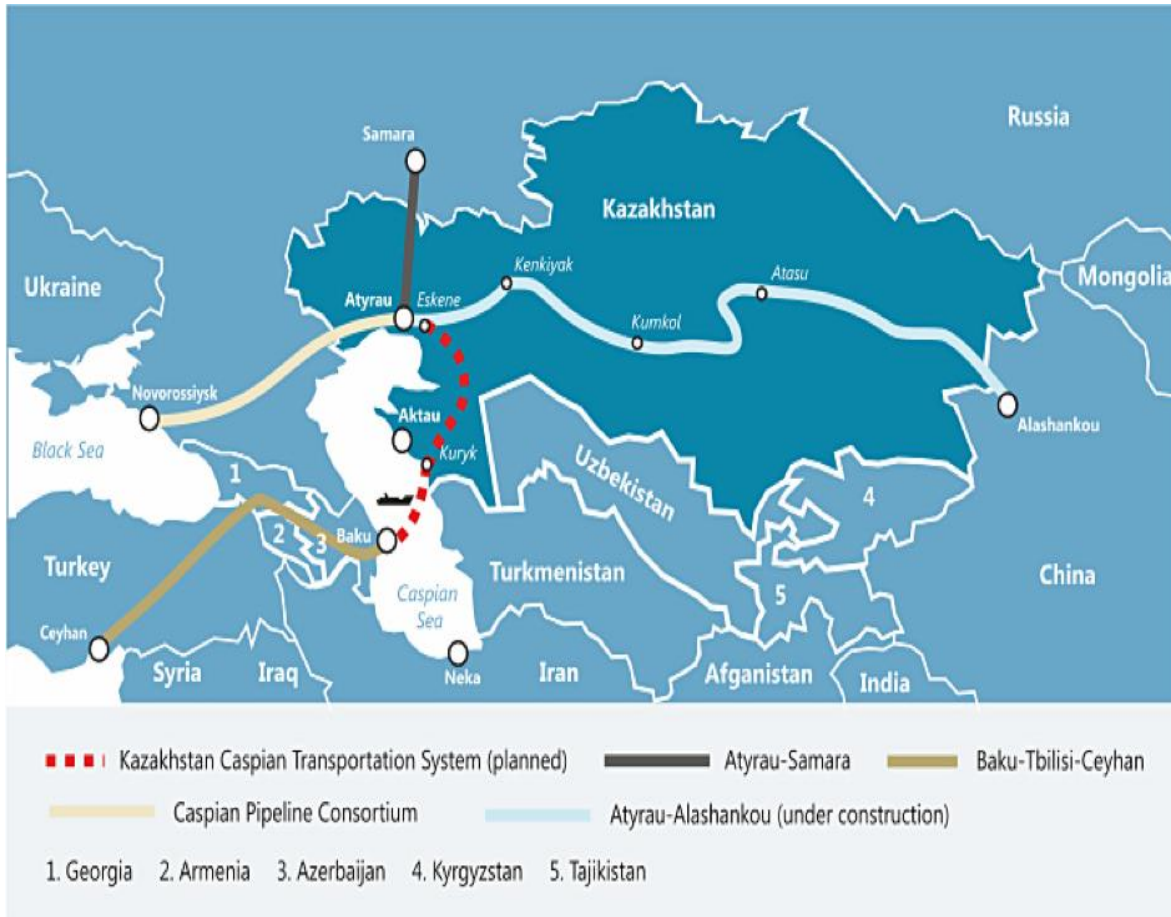 Russia
Samara
Kazakhstan
Ukraine
Mongolia
Kenkiyak
Atasu
Atyrau
Eskene
Kumkol
Novorossiysk
Alashankou
Aktau
Black Sea
Kuryk
Uzbekistan
1
4
2
3
Baku
Turkey
Turkmenistan
China
Caspian
Sea
5
Ceyhan
Syria
Iraq
Neka
Iran
Afganistan
India
Kazakhstan Caspian Transportation System (planned)
Atyrau-Samara
Baku-Tbilisi-Ceyhan
Caspian Pipeline Consortium
Atyrau-Alashankou (under construction)
1. Georgia 2. Armenia 3. Azerbaijan 4. Kyrgyzstan 5. Tajikistan